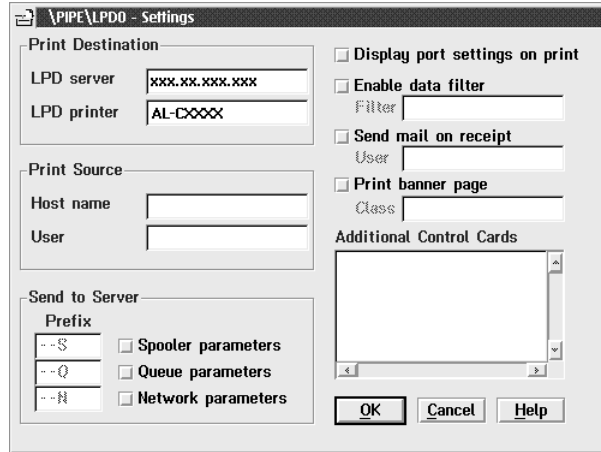 \PIPE\LPD0 - Settings
Print Destination
LPD server xxx.xx.xxx.xxx
LPD printer AL-CXXXX
Print Source
Host name
User
Send to Server
Prefix
--S Spooler parameters
--Q Queue parameters
--N Network parameters
Display port settings on print
Enable data filter
Filter
Send mail on receipt
User
Print banner page
Class
Additional Control Cards
OK Cancel Help